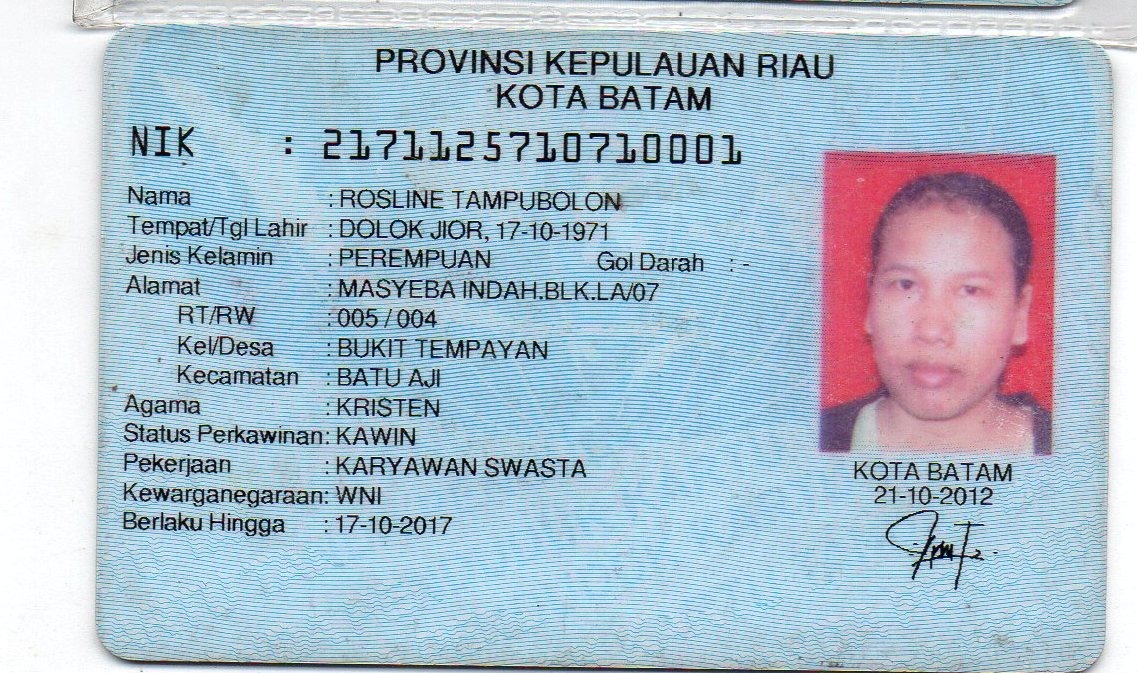 PROVINSI KEPULAUAN RIAU
KOTA BATAM
NIK : 2171125710710001
Nama : ROSLINE TAMPUBOLON
Tempat/Tgl Lahir : DOLOK JIOR, 17-10-1971
Jenis Kelamin : PEREMPUAN Gol Darah : -
Alamat : MASYEBA INDAH.BLK.LA/07
RT/RW : 005 / 004
Kel/Desa : BUKIT TEMPAYAN
Kecamatan : BATU AJI
Agama : KRISTEN
Status Perkawinan: KAWIN
Pekerjaan : KARYAWAN SWASTA
Kewarganegaraan: WNI
Berlaku Hingga : 17-10-2017
KOTA BATAM
21-10-2012